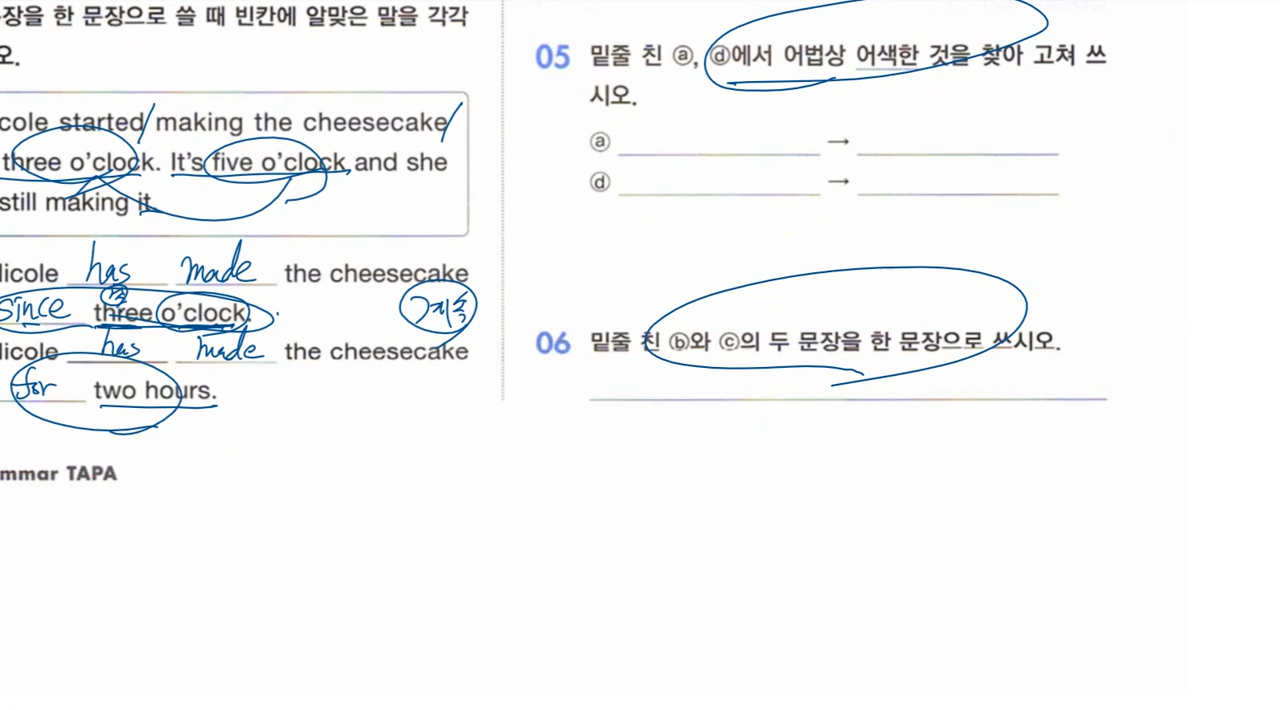 장을 한 문장으로 쓸 때 빈칸에 알맞은 말을 각각
오.
cole started making the cheesecake
three o'clock. It's five o'clock and she
still making it.
icole has made the cheesecake
since three o'clock.
계속
icole has made the cheesecake
for two hours.
mmar TAPA
05 밑줄 친 ⓐ, ⓓ에서 어법상 어색한 것을 찾아 고쳐 쓰
시오.
ⓐ →
ⓓ →
06 밑줄 친 ⓑ와 ⓒ의 두 문장을 한 문장으로 쓰시오.